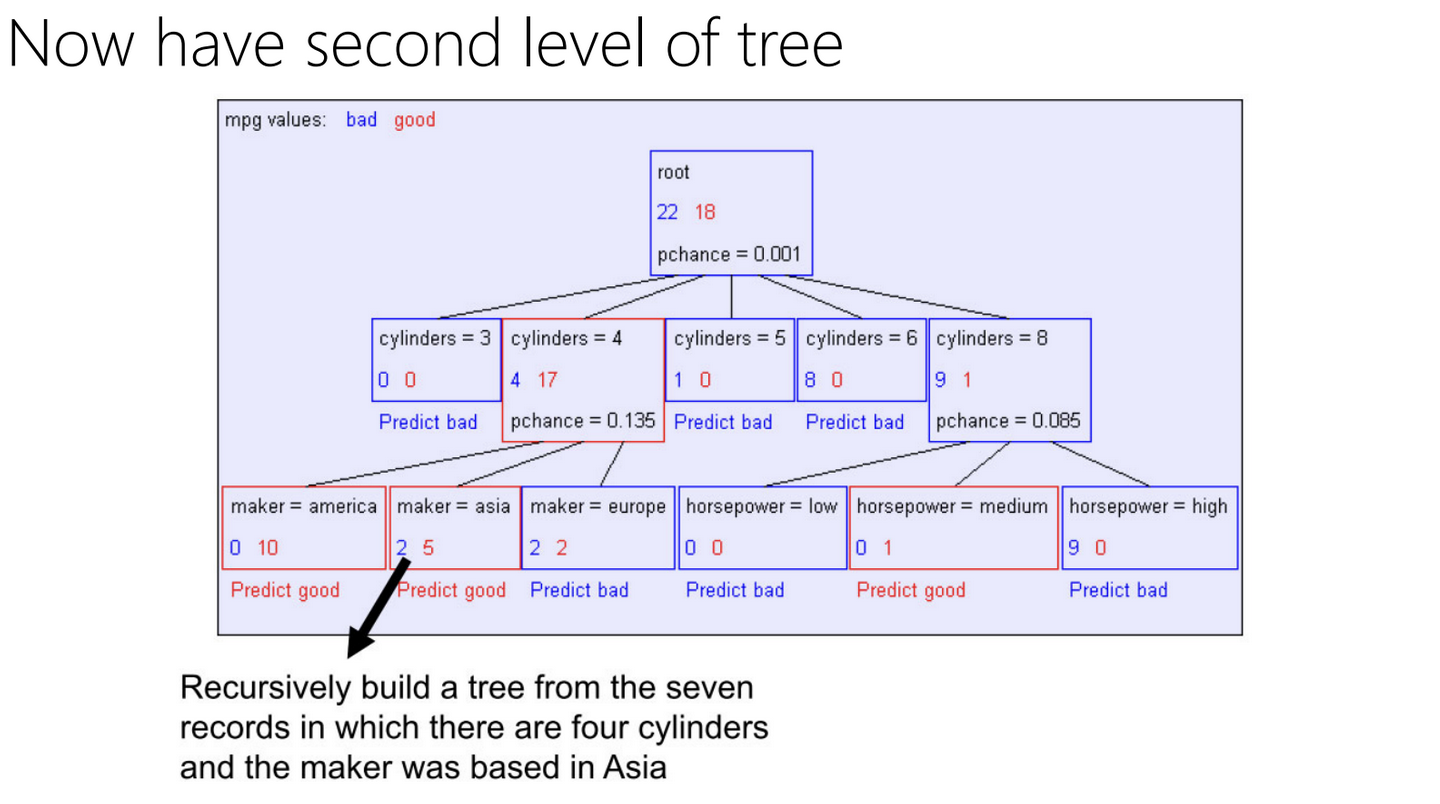 Now have second level of tree
mpg values: bad good
root
22 18
pchance = 0.001
cylinders = 3 cylinders = 4 cylinders = 5 cylinders = 6 cylinders = 8
0 0 4 17 1 0 8 0 9 1
Predict bad pchance = 0.135 Predict bad Predict bad pchance = 0.085
maker = america maker = asia maker = europe horsepower = low horsepower = medium horsepower = high
0 10 2 5 2 2 0 0 0 1 9 0
Predict good Predict good Predict bad Predict bad Predict good Predict bad
Recursively build a tree from the seven
records in which there are four cylinders
and the maker was based in Asia